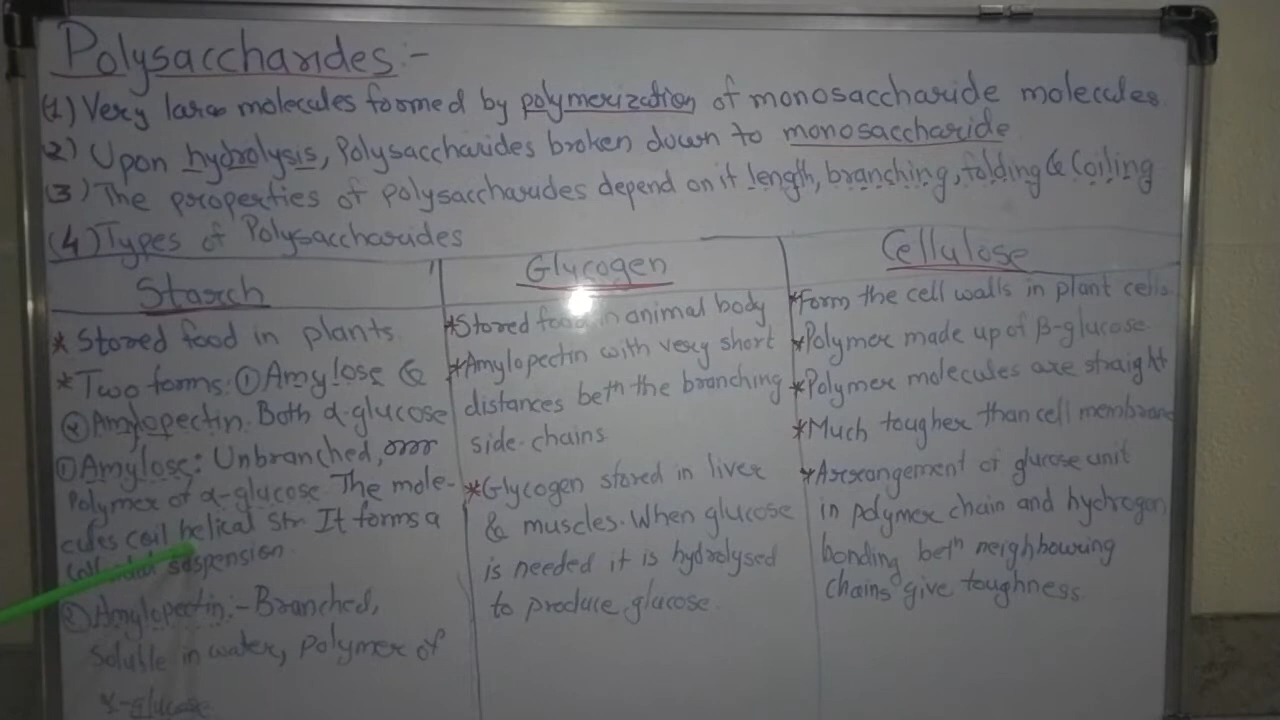 Polysaccharides:-
(1) Very large molecules formed by polymerization of monosaccharide molecules
2) Upon hydrolysis, Polysaccharides broken down to monosaccharide
(3) The properties of polysaccharides depend on it length, branching, folding & Coiling
(4) Types of Polysaccharides
Starch
* Stored food in plants
* Two forms: ① Amylose &
② Amylopectin. Both α-glucose
① Amylose: Unbranched,
Polymer of α-glucose The mole-
cules coil helical str. It forms a
suspension.
② Amylopectin:- Branched,
Soluble in water, polymer of
α-glucose
Glycogen
*Stored food in animal body
*Amylopectin with very short
distances betn the branching
side-chains
*Glycogen stored in liver
& muscles. When glucose
is needed it is hydrolysed
to produce glucose.
Cellulose
*Form the cell walls in plant cells.
*Polymer made up of β-glucose
*Polymer molecules are straight
*Much tougher than cell membrane
*Arrangement of glucose unit
in polymer chain and hydrogen
bonding betn neighbouring
chains give toughness.